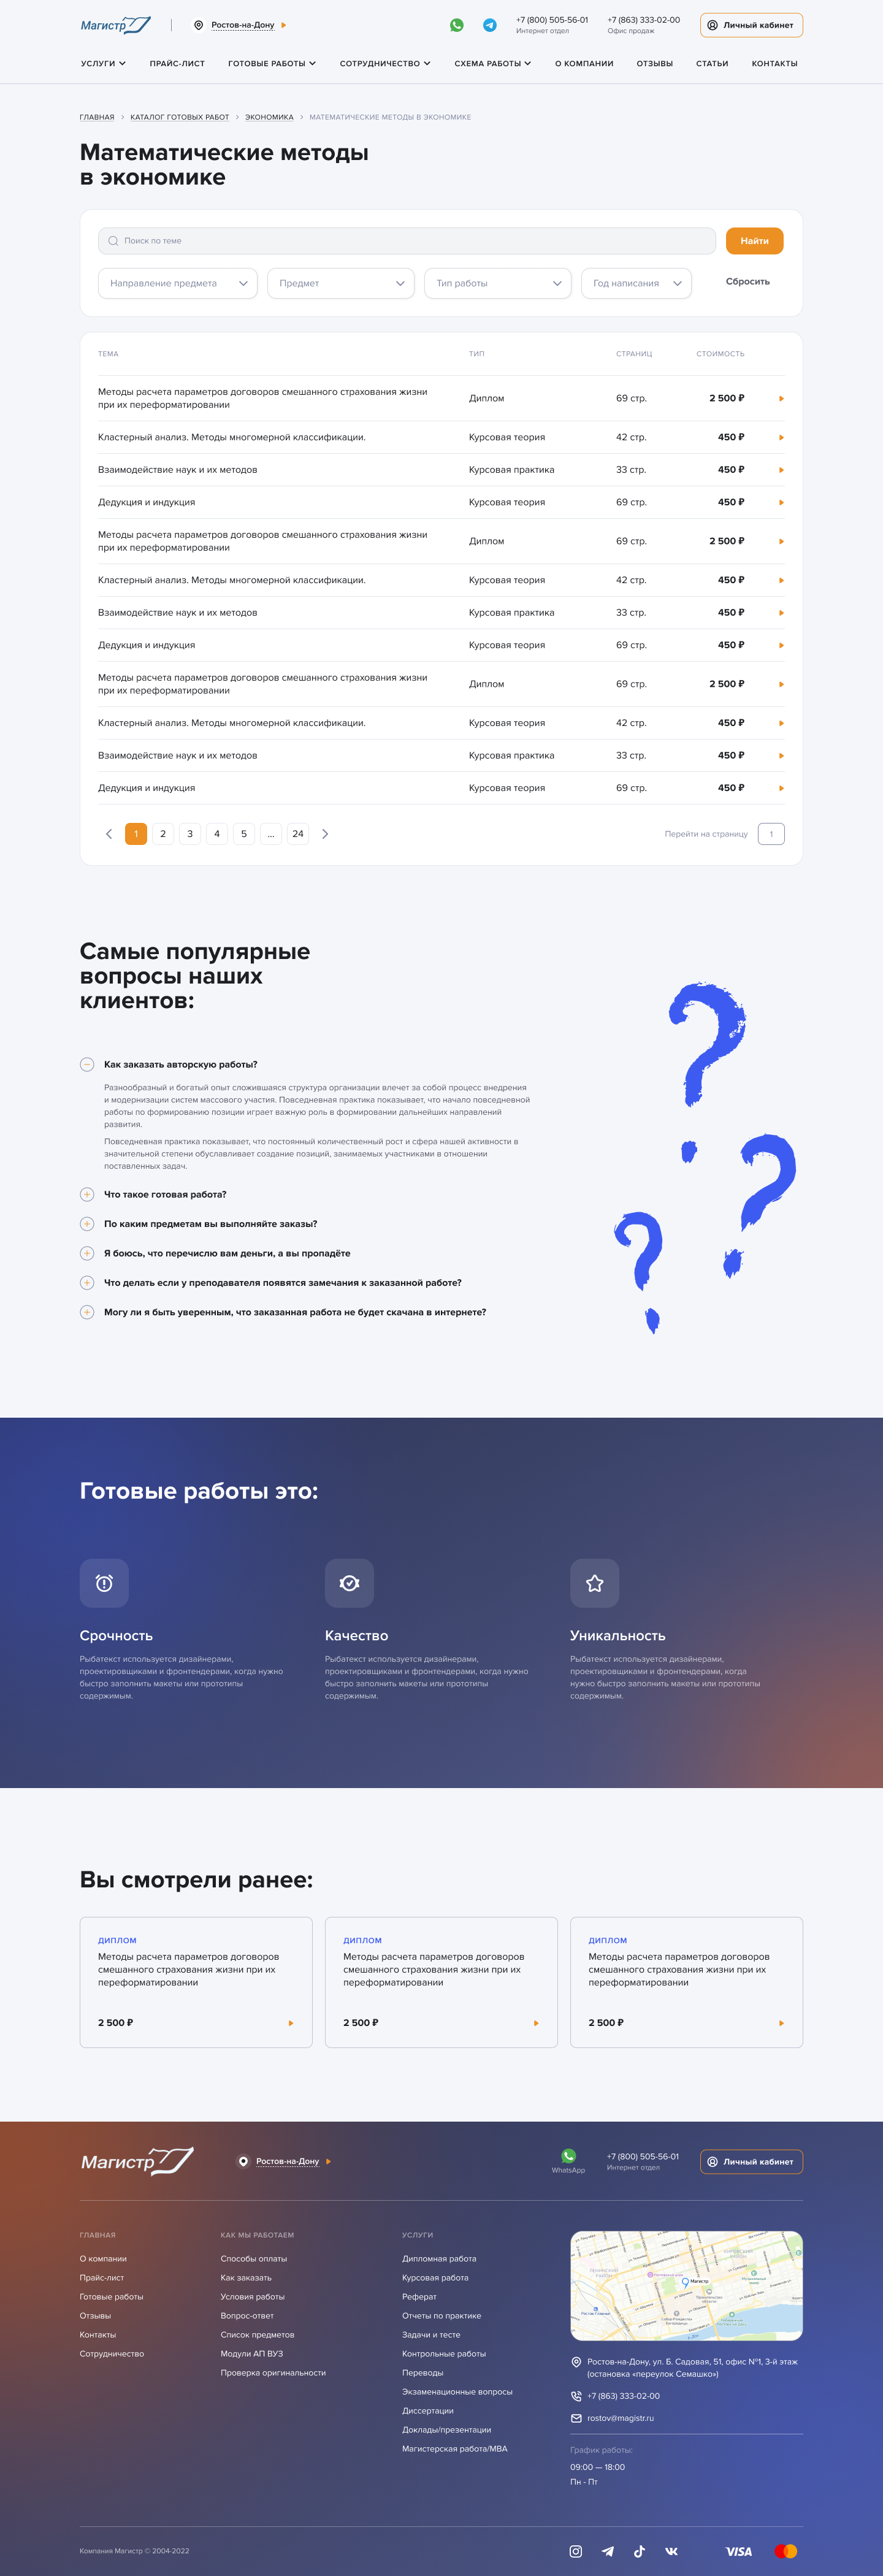 Магистр
Ростов-на-Дону
+7 (800) 505-56-01
Интернет отдел
+7 (863) 333-02-00
Офис продаж
Личный кабинет
УСЛУГИ ПРАЙС-ЛИСТ ГОТОВЫЕ РАБОТЫ СОТРУДНИЧЕСТВО СХЕМА РАБОТЫ О КОМПАНИИ ОТЗЫВЫ СТАТЬИ КОНТАКТЫ
ГЛАВНАЯ КАТАЛОГ ГОТОВЫХ РАБОТ ЭКОНОМИКА МАТЕМАТИЧЕСКИЕ МЕТОДЫ В ЭКОНОМИКЕ
Математические методы
в экономике
Поиск по теме
Найти
Направление предмета Предмет Тип работы Год написания Сбросить
ТЕМА ТИП СТРАНИЦ СТОИМОСТЬ
Методы расчета параметров договоров смешанного страхования жизни
при их переформатировании
Диплом 69 стр. 2 500 ₽
Кластерный анализ. Методы многомерной классификации. Курсовая теория 42 стр. 450 ₽
Взаимодействие наук и их методов Курсовая практика 33 стр. 450 ₽
Дедукция и индукция Курсовая теория 69 стр. 450 ₽
Методы расчета параметров договоров смешанного страхования жизни
при их переформатировании
Диплом 69 стр. 2 500 ₽
Кластерный анализ. Методы многомерной классификации. Курсовая теория 42 стр. 450 ₽
Взаимодействие наук и их методов Курсовая практика 33 стр. 450 ₽
Дедукция и индукция Курсовая теория 69 стр. 450 ₽
Методы расчета параметров договоров смешанного страхования жизни
при их переформатировании
Диплом 69 стр. 2 500 ₽
Кластерный анализ. Методы многомерной классификации. Курсовая теория 42 стр. 450 ₽
Взаимодействие наук и их методов Курсовая практика 33 стр. 450 ₽
Дедукция и индукция Курсовая теория 69 стр. 450 ₽
1 2 3 4 5 ... 24
Перейти на страницу 1
Самые популярные
вопросы наших
клиентов:
Как заказать авторскую работы?
Разнообразный и богатый опыт сложившаяся структура организации влечет за собой процесс внедрения
и модернизации систем массового участия. Повседневная практика показывает, что начало повседневной
работы по формированию позиции играет важную роль в формировании дальнейших направлений
развития.
Повседневная практика показывает, что постоянный количественный рост и сфера нашей активности в
значительной степени обуславливает создание позиций, занимаемых участниками в отношении
поставленных задач.
Что такое готовая работа?
По каким предметам вы выполняйте заказы?
Я боюсь, что перечислю вам деньги, а вы пропадёте
Что делать если у преподавателя появятся замечания к заказанной работе?
Могу ли я быть уверенным, что заказанная работа не будет скачана в интернете?
? ? ?
Готовые работы это:
Срочность
Рыбатекст используется дизайнерами,
проектировщиками и фронтендерами, когда нужно
быстро заполнить макеты или прототипы
содержимым.
Качество
Рыбатекст используется дизайнерами,
проектировщиками и фронтендерами, когда нужно
быстро заполнить макеты или прототипы
содержимым.
Уникальность
Рыбатекст используется дизайнерами,
проектировщиками и фронтендерами, когда
нужно быстро заполнить макеты или прототипы
содержимым.
Вы смотрели ранее:
ДИПЛОМ
Методы расчета параметров договоров
смешанного страхования жизни при их
переформатировании
2 500 ₽
ДИПЛОМ
Методы расчета параметров договоров
смешанного страхования жизни при их
переформатировании
2 500 ₽
ДИПЛОМ
Методы расчета параметров договоров
смешанного страхования жизни при их
переформатировании
2 500 ₽
Магистр
Ростов-на-Дону
WhatsApp
+7 (800) 505-56-01
Интернет отдел
Личный кабинет
ГЛАВНАЯ
О компании
Прайс-лист
Готовые работы
Отзывы
Контакты
Сотрудничество
КАК МЫ РАБОТАЕМ
Способы оплаты
Как заказать
Условия работы
Вопрос-ответ
Список предметов
Модули АП ВУЗ
Проверка оригинальности
УСЛУГИ
Дипломная работа
Курсовая работа
Реферат
Отчеты по практике
Задачи и тесте
Контрольные работы
Переводы
Экзаменационные вопросы
Диссертации
Доклады/презентации
Магистерская работа/MBA
Магистр
Ростов-на-Дону, ул. Б. Садовая, 51, офис №1, 3-й этаж
(остановка «переулок Семашко»)
+7 (863) 333-02-00
rostov@magistr.ru
График работы:
09:00 — 18:00
Пн - Пт
Компания Магистр © 2004-2022
VISA